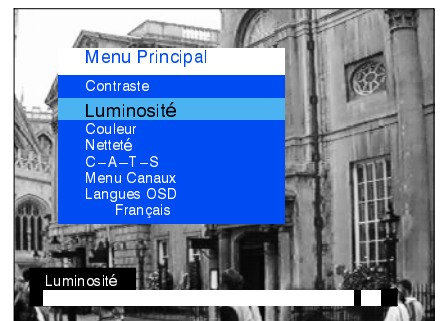 Menu Principal
Contraste
Luminosité
Couleur
Netteté
C–A–T–S
Menu Canaux
Langues OSD
Français
Luminosité